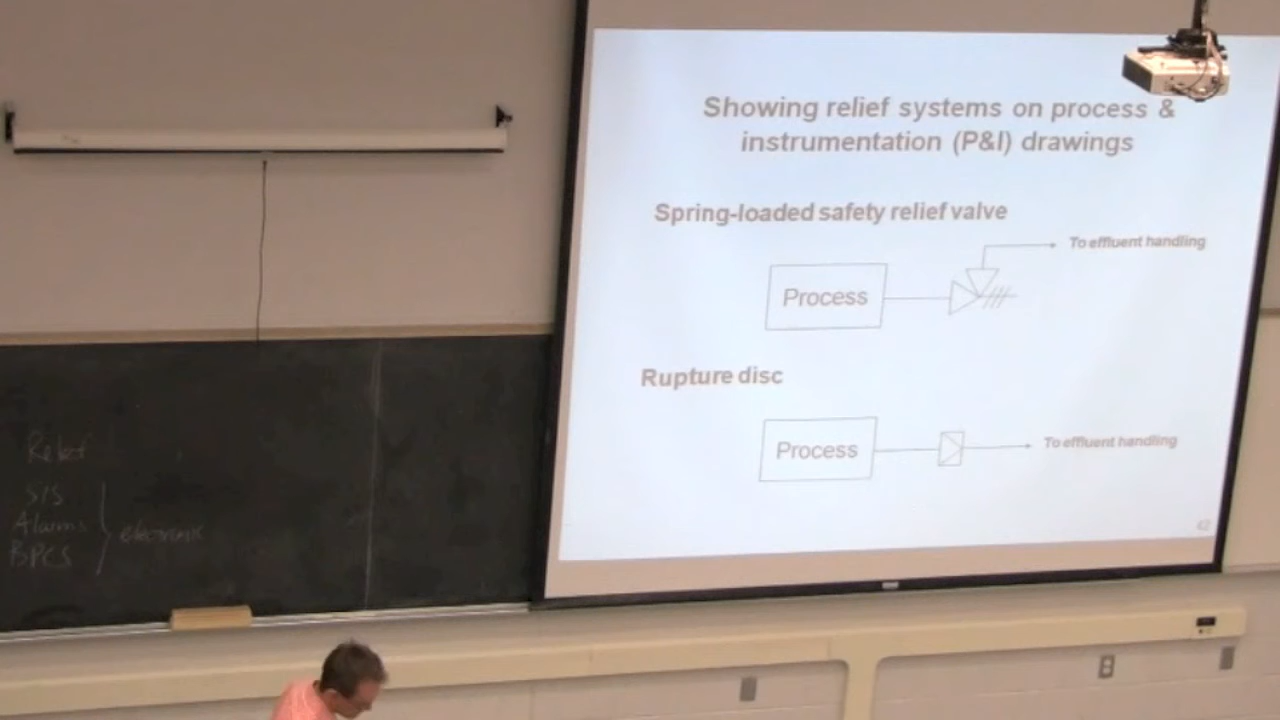 Showing relief systems on process &
instrumentation (P&I) drawings
Spring-loaded safety relief valve
To effluent handling
Process
Rupture disc
Process
To effluent handling
42
Relief
SIS
Alarms
BPCS
electronic